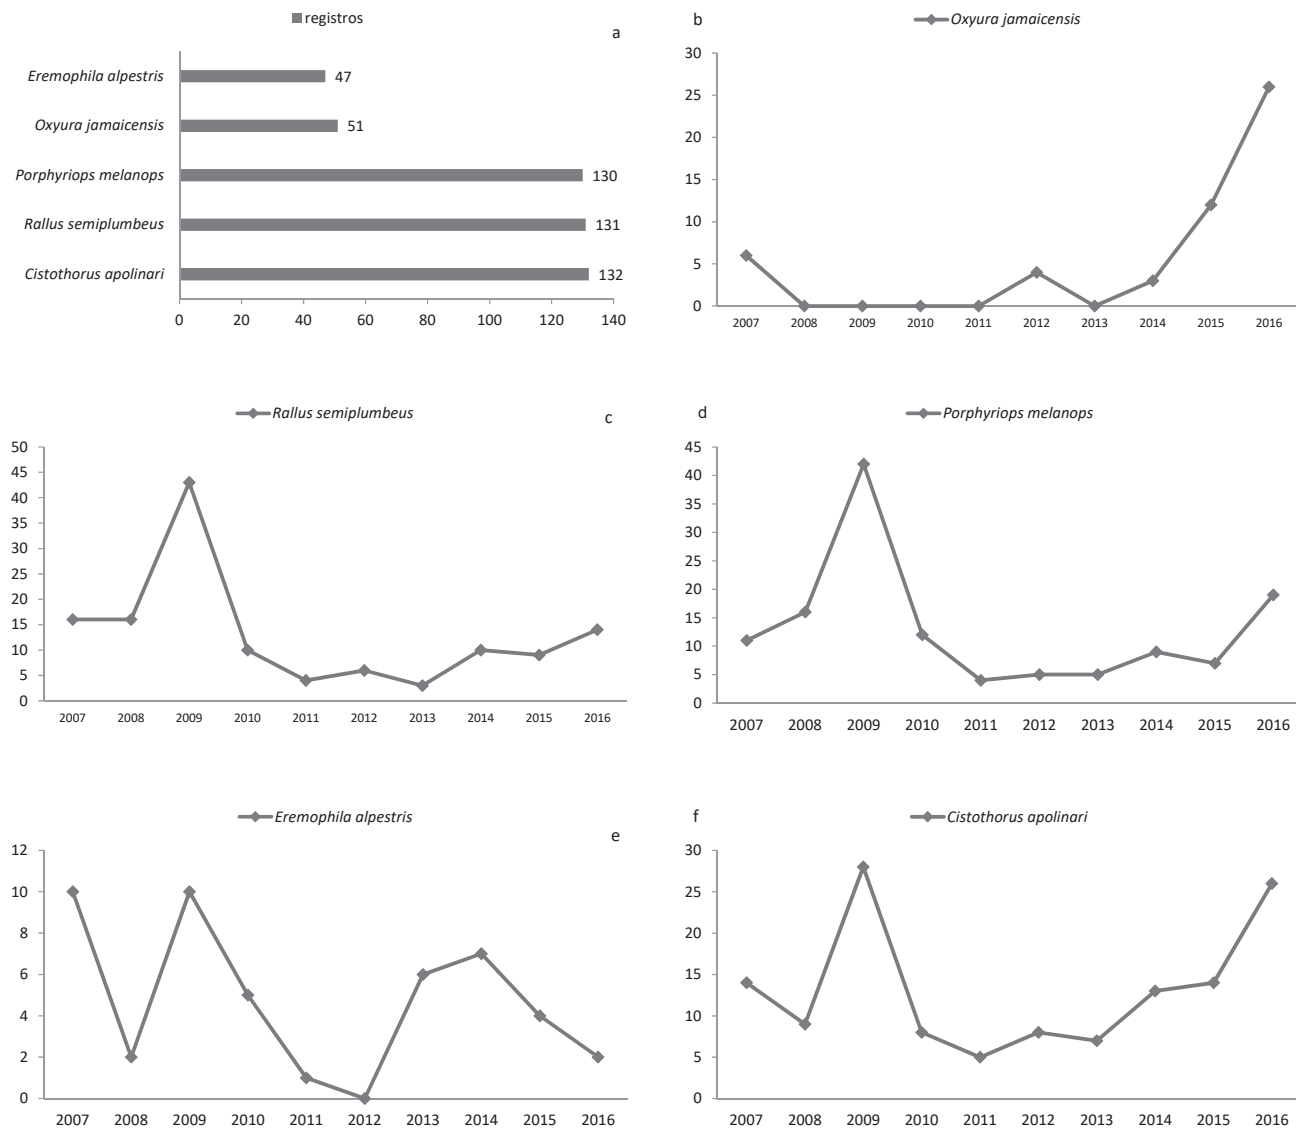 registros
a
Eremophila alpestris 47
Oxyura jamaicensis 51
Porphyriops melanops 130
Rallus semiplumbeus 131
Cistothorus apolinari 132
0 20 40 60 80 100 120 140
b
Oxyura jamaicensis
30
25
20
15
10
5
0
2007 2008 2009 2010 2011 2012 2013 2014 2015 2016
Rallus semiplumbeus
c
50
45
40
35
30
25
20
15
10
5
0
2007 2008 2009 2010 2011 2012 2013 2014 2015 2016
d
Porphyriops melanops
45
40
35
30
25
20
15
10
5
0
2007 2008 2009 2010 2011 2012 2013 2014 2015 2016
Eremophila alpestris
e
12
10
8
6
4
2
0
2007 2008 2009 2010 2011 2012 2013 2014 2015 2016
f
Cistothorus apolinari
30
25
20
15
10
5
0
2007 2008 2009 2010 2011 2012 2013 2014 2015 2016